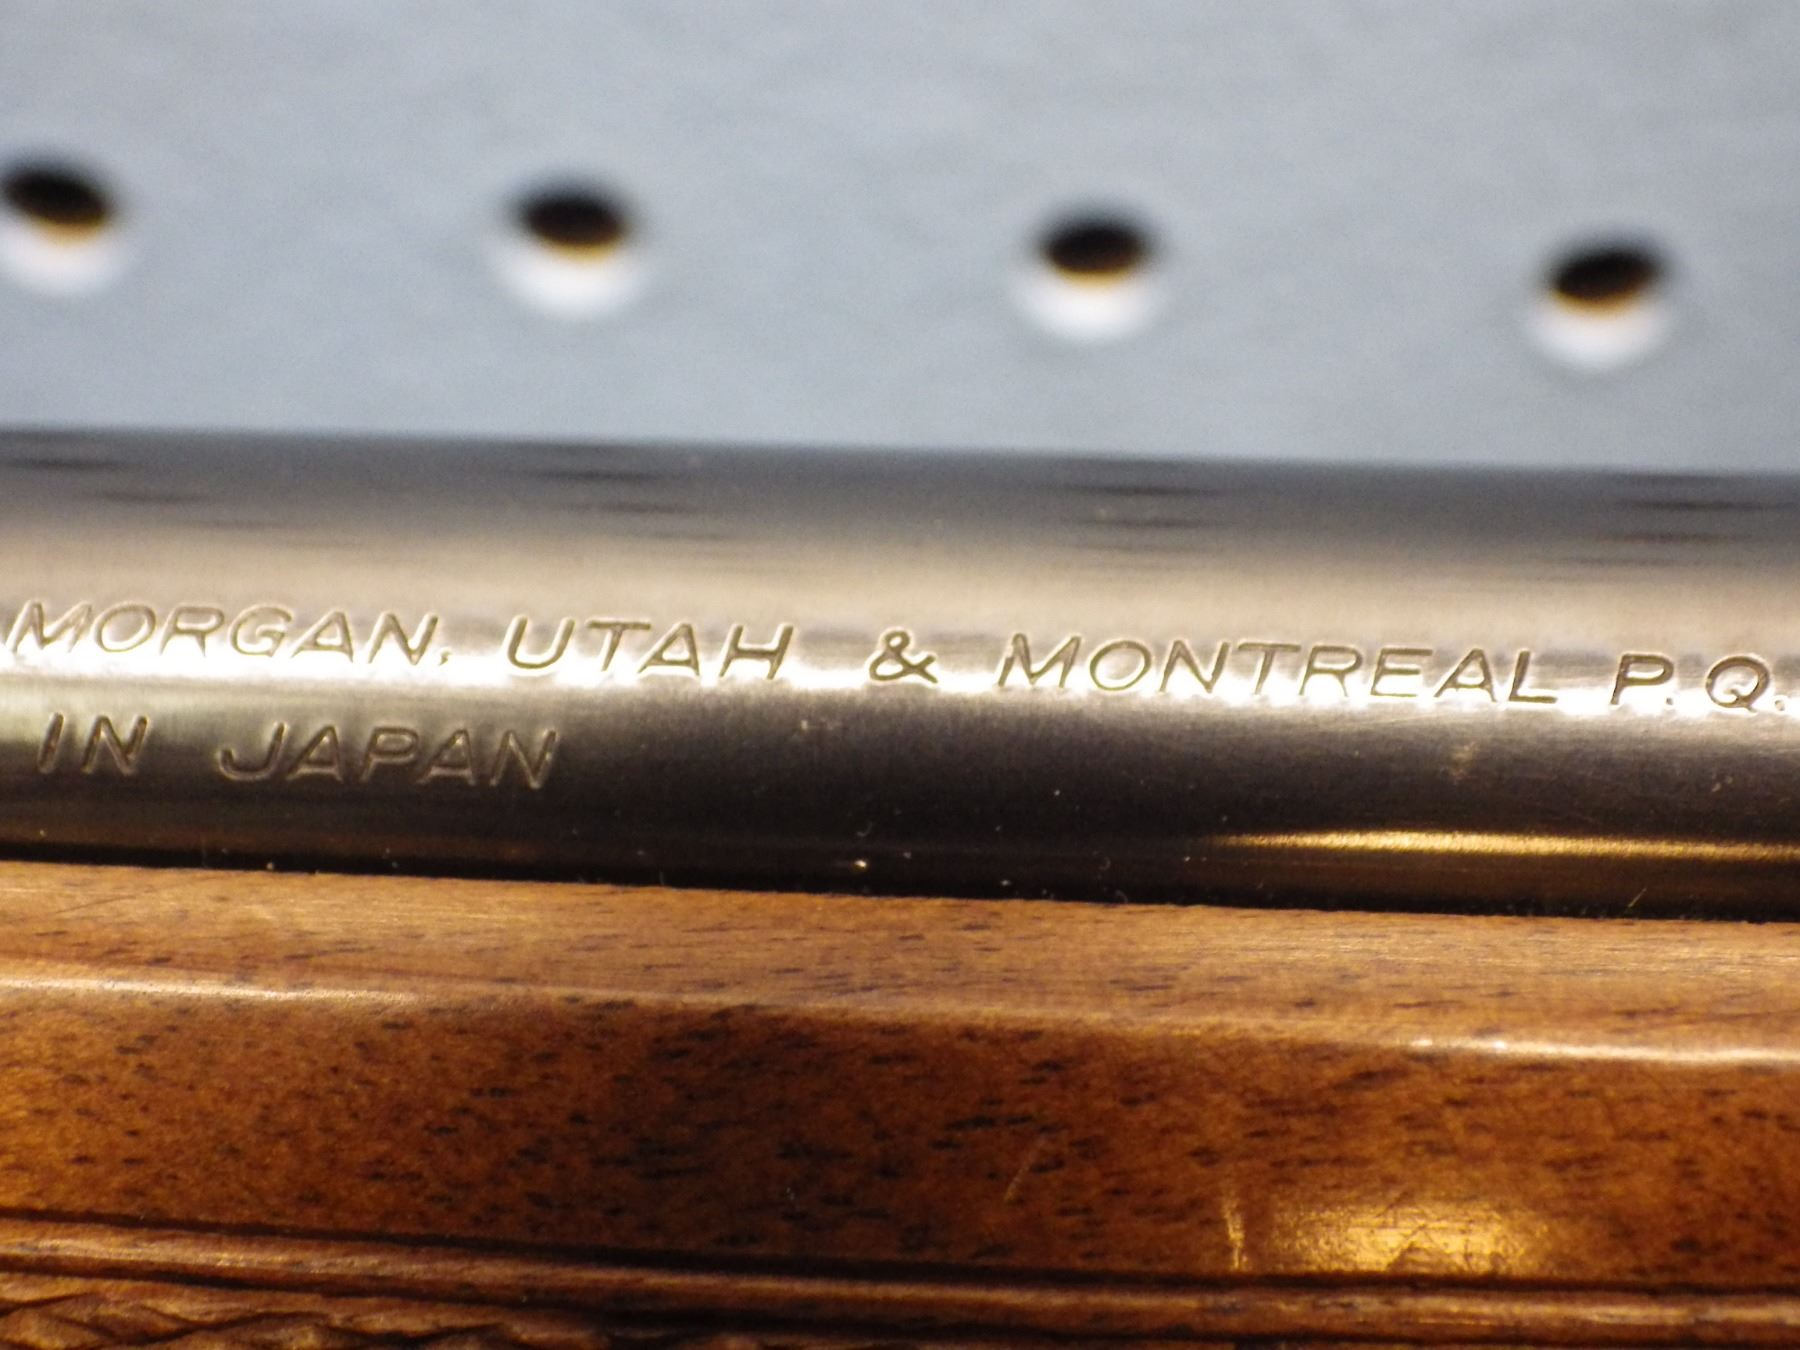 MORGAN, UTAH & MONTREAL P.Q.
IN JAPAN